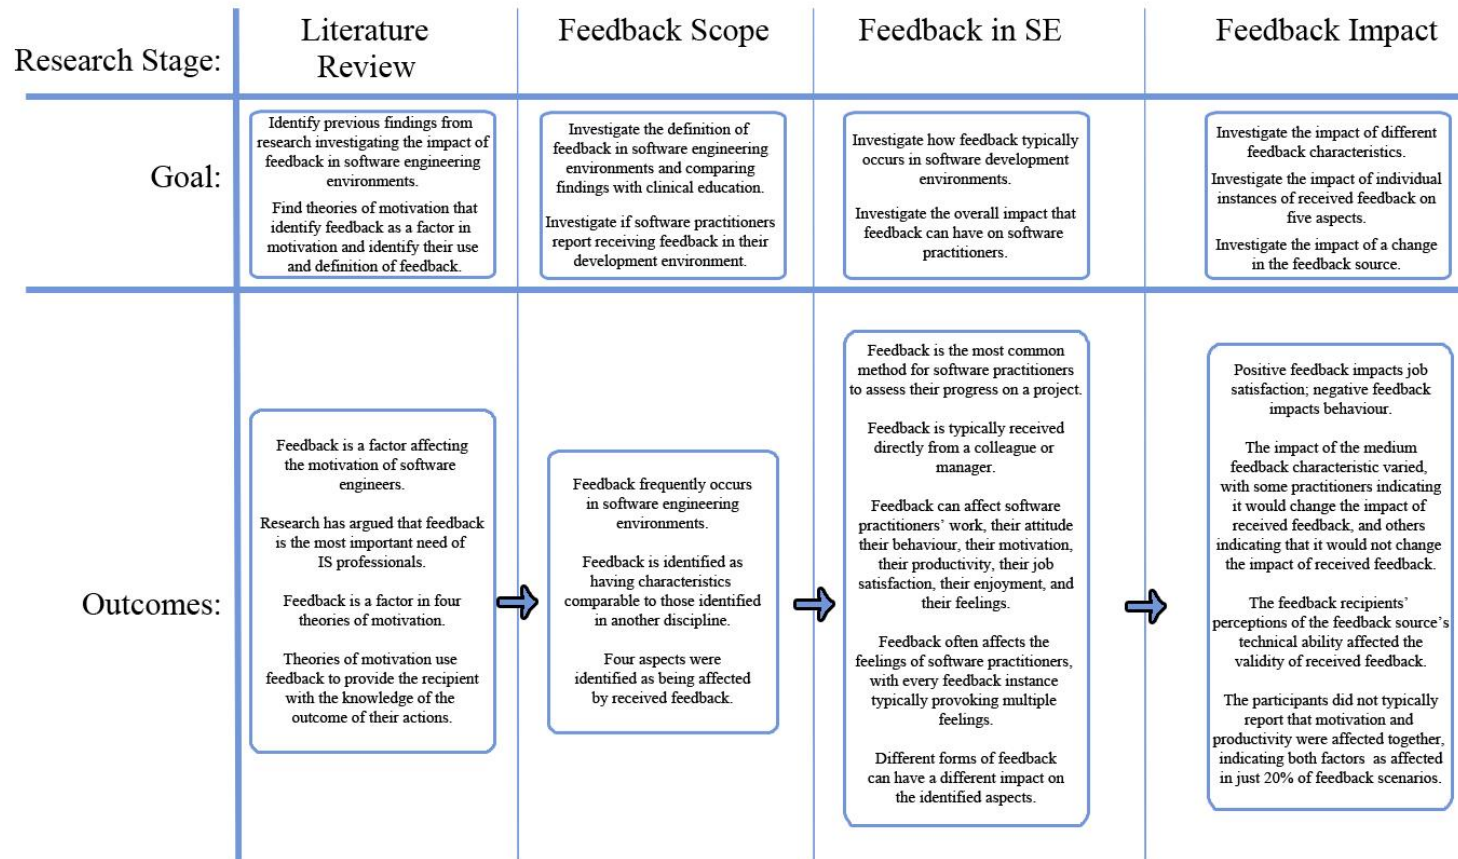 Research Stage:
Literature
Review
Feedback Scope
Feedback in SE
Feedback Impact
Goal:
Identify previous findings from
research investigating the impact of
feedback in software engineering
environments.
Find theories of motivation that
identify feedback as a factor in
motivation and identify their use
and definition of feedback.
Investigate the definition of
feedback in software engineering
environments and comparing
findings with clinical education.
Investigate if software practitioners
report receiving feedback in their
development environment.
Investigate how feedback typically
occurs in software development
environments.
Investigate the overall impact that
feedback can have on software
practitioners.
Investigate the impact of different
feedback characteristics.
Investigate the impact of individual
instances of received feedback on
five aspects.
Investigate the impact of a change
in the feedback source.
Outcomes:
Feedback is a factor affecting
the motivation of software
engineers.
Research has argued that feedback
is the most important need of
IS professionals.
Feedback is a factor in four
theories of motivation.
Theories of motivation use
feedback to provide the recipient
with the knowledge of the
outcome of their actions.
Feedback frequently occurs
in software engineering
environments.
Feedback is identified as
having characteristics
comparable to those identified
in another discipline.
Four aspects were
identified as being affected
by received feedback.
Feedback is the most common
method for software practitioners
to assess their progress on a project.
Feedback is typically received
directly from a colleague or
manager.
Feedback can affect software
practitioners' work, their attitude
their behaviour, their motivation,
their productivity, their job
satisfaction, their enjoyment, and
their feelings.
Feedback often affects the
feelings of software practitioners,
with every feedback instance
typically provoking multiple
feelings.
Different forms of feedback
can have a different impact on
the identified aspects.
Positive feedback impacts job
satisfaction; negative feedback
impacts behaviour.
The impact of the medium
feedback characteristic varied,
with some practitioners indicating
it would change the impact of
received feedback, and others
indicating that it would not change
the impact of received feedback.
The feedback recipients'
perceptions of the feedback source's
technical ability affected the
validity of received feedback.
The participants did not typically
report that motivation and
productivity were affected together,
indicating both factors as affected
in just 20% of feedback scenarios.